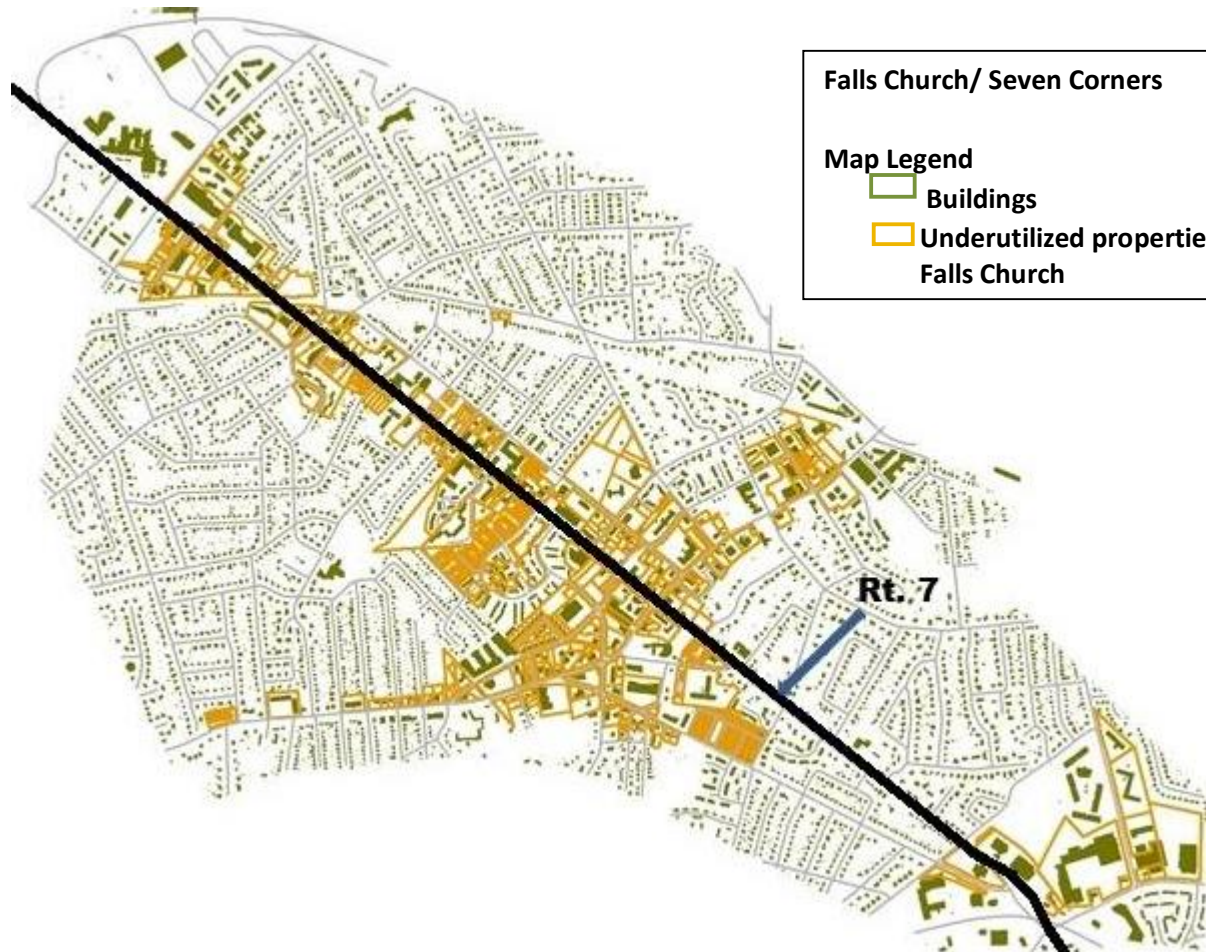 Falls Church/ Seven Corners
Map Legend
Buildings
Underutilized propertie
Falls Church
Rt. 7